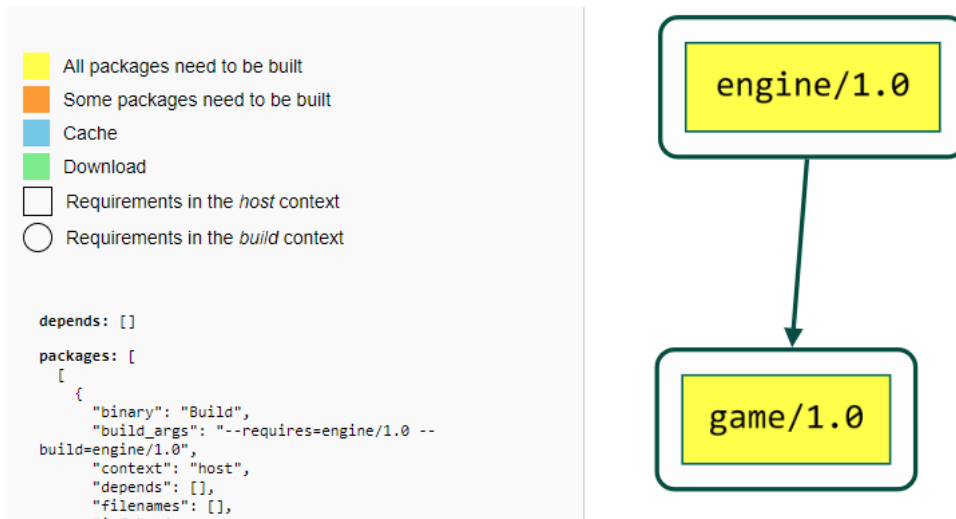 All packages need to be built
Some packages need to be built
Cache
Download
Requirements in the host context
Requirements in the build context
depends: []
packages: [
[
{
"binary": "Build",
"build_args": "--requires=engine/1.0 --
build=engine/1.0",
"context": "host",
"depends": [],
"filenames": [],
engine/1.0
game/1.0